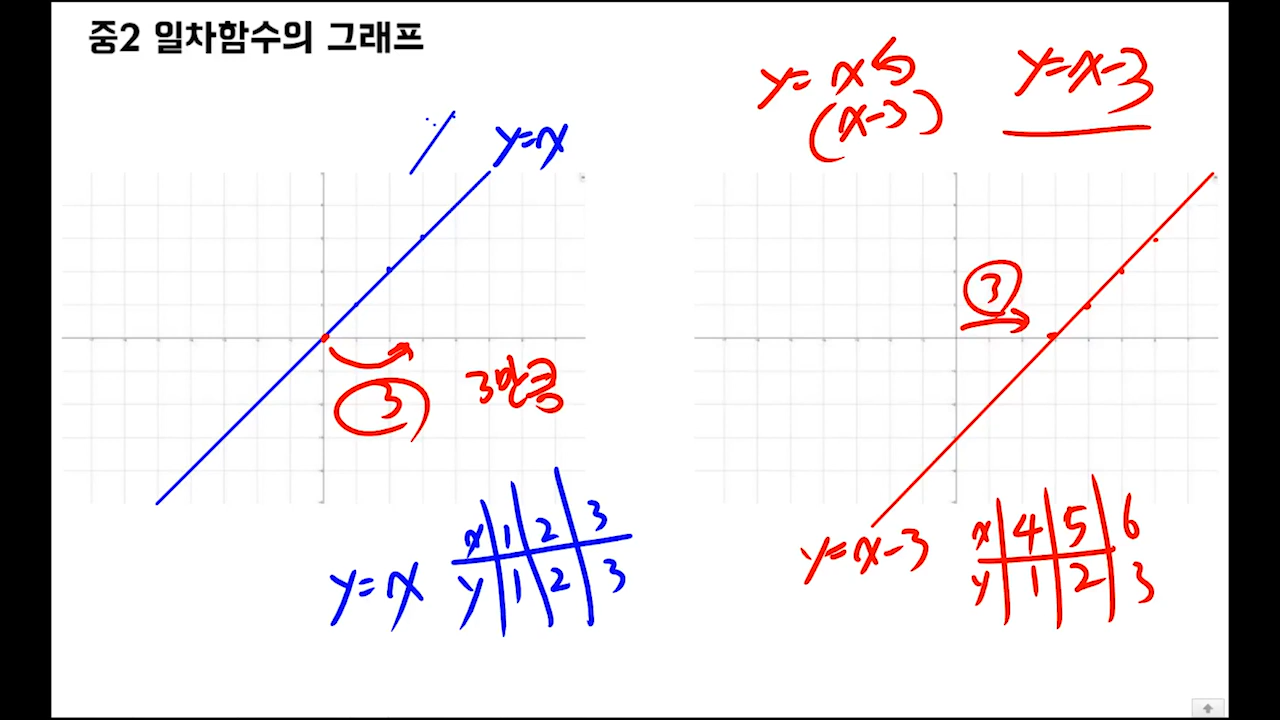 중2 일차함수의 그래프
y=x
y=x
(x-3)
y=x-3
③
③
3만큼
y=x
x 1 2 3
y 1 2 3
y=x-3
x 4 5 6
y 1 2 3